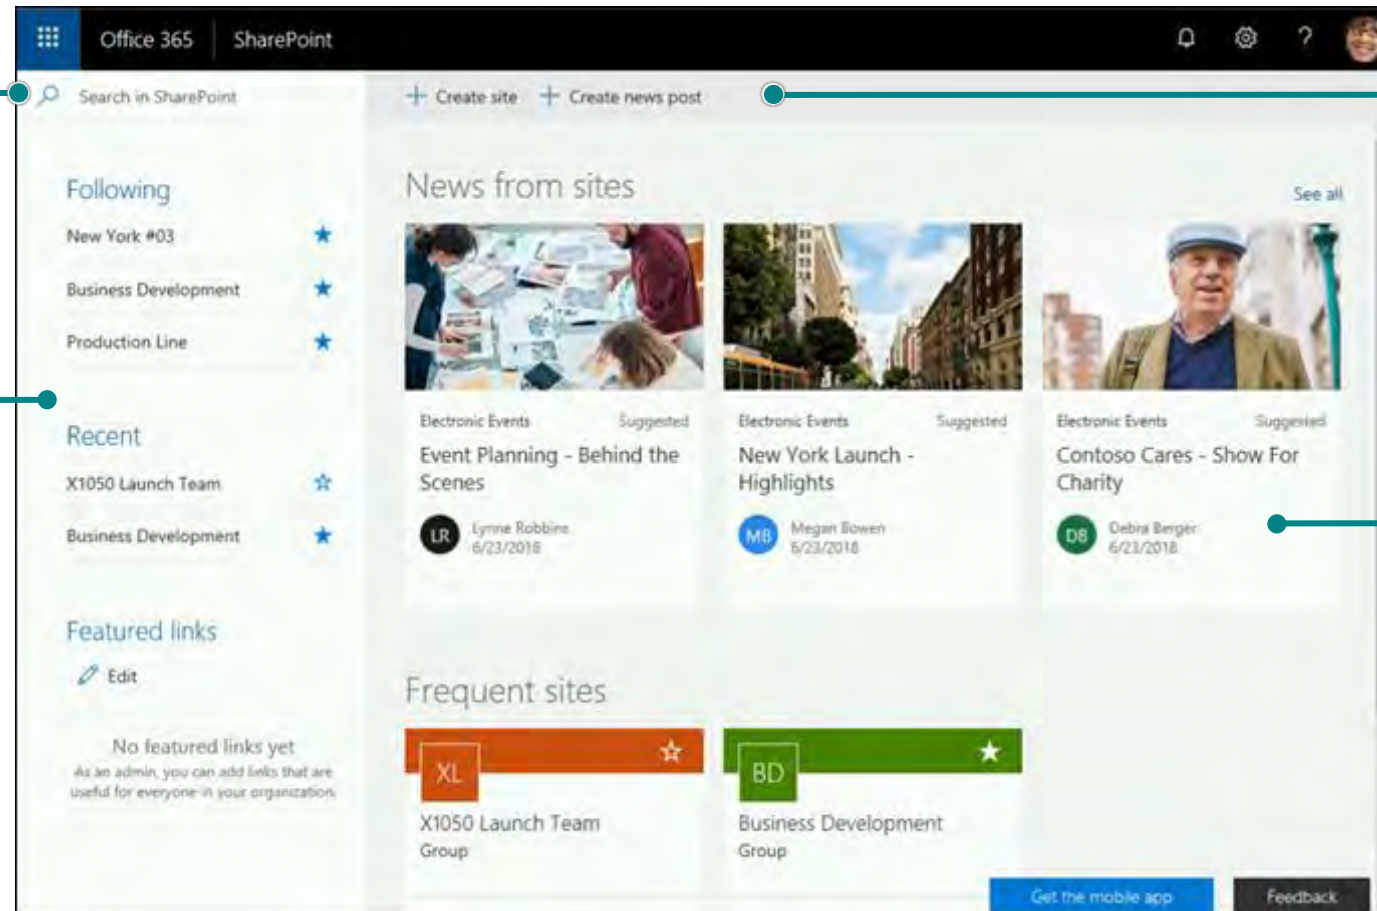 Office 365 SharePoint ?
Search in SharePoint
Create site Create news post
Following
New York #03
Business Development
Production Line
Recent
X1050 Launch Team
Business Development
Featured links
Edit
No featured links yet
As an admin, you can add links that are
useful for everyone in your organization.
News from sites
See all
Electronic Events Suggested
Event Planning - Behind the
Scenes
LR Lynne Robbins
6/23/2018
Electronic Events Suggested
New York Launch -
Highlights
MB Megan Bowen
6/23/2018
Electronic Events Suggested
Contoso Cares - Show For
Charity
DB Debra Berger
6/23/2018
Frequent sites
XL
X1050 Launch Team
Group
BD
Business Development
Group
Get the mobile app Feedback